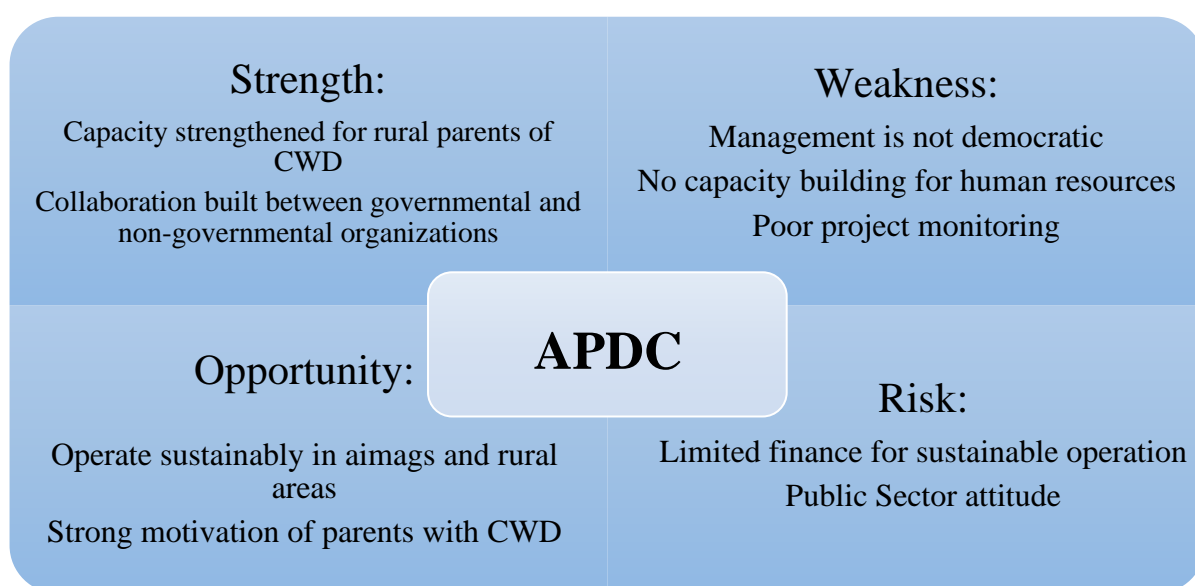 Strength:
Capacity strengthened for rural parents of
CWD
Collaboration built between governmental and
non-governmental organizations
Weakness:
Management is not democratic
No capacity building for human resources
Poor project monitoring
APDC
Opportunity:
Operate sustainably in aimags and rural
areas
Strong motivation of parents with CWD
Risk:
Limited finance for sustainable operation
Public Sector attitude